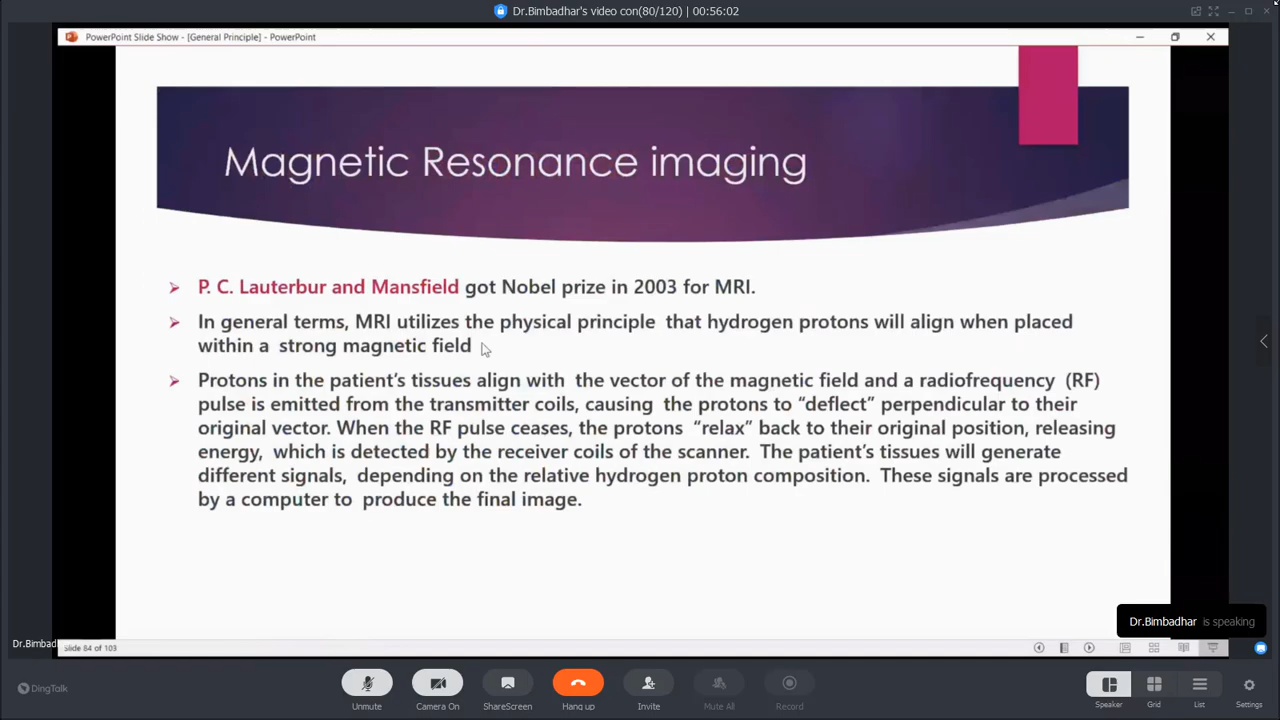 Dr.Bimbadhar's video con(80/120) | 00:56:02
PowerPoint Slide Show - [General Principle] - PowerPoint
Magnetic Resonance imaging
P. C. Lauterbur and Mansfield got Nobel prize in 2003 for MRI.
In general terms, MRI utilizes the physical principle that hydrogen protons will align when placed
within a strong magnetic field
Protons in the patient's tissues align with the vector of the magnetic field and a radiofrequency (RF)
pulse is emitted from the transmitter coils, causing the protons to “deflect” perpendicular to their
original vector. When the RF pulse ceases, the protons “relax” back to their original position, releasing
energy, which is detected by the receiver coils of the scanner. The patient's tissues will generate
different signals, depending on the relative hydrogen proton composition. These signals are processed
by a computer to produce the final image.
Dr.Bimbadhar is speaking
Dr.Bimbad
Slide 84 of 103
DingTalk
Unmute
Camera On
ShareScreen
Hang up
Invite
Mute All
Record
Speaker
Grid
List
Settings